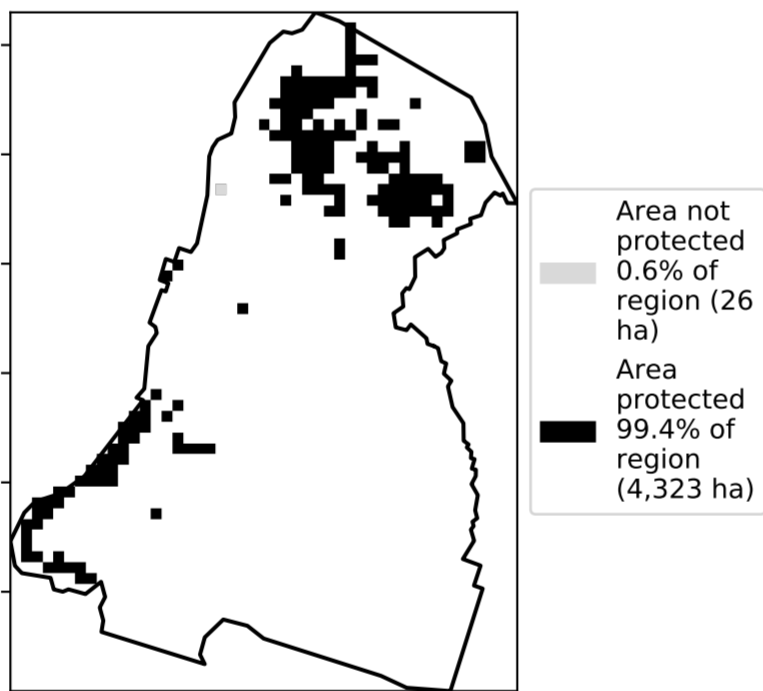 Area not
protected
0.6% of
region (26
ha)
Area
protected
99.4% of
region
(4,323 ha)